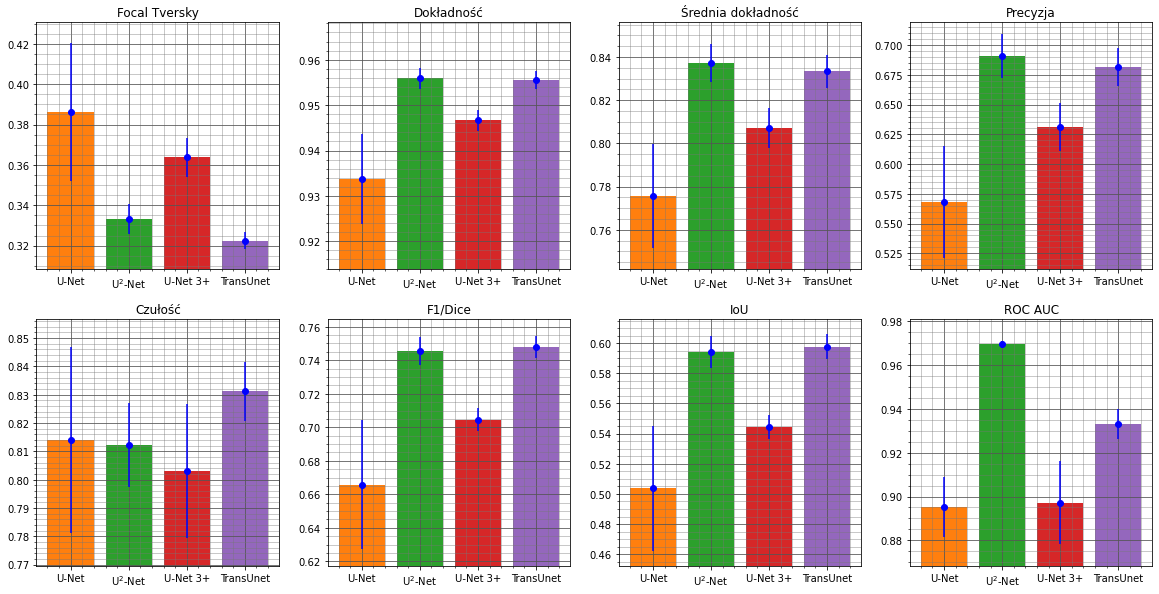 Focal Tversky
0.42
0.40
0.38
0.36
0.34
0.32
U-Net
U²-Net
U-Net 3+
TransUnet
Dokładność
0.96
0.95
0.94
0.93
0.92
U-Net
U²-Net
U-Net 3+
TransUnet
Średnia dokładność
0.84
0.82
0.80
0.78
0.76
U-Net
U²-Net
U-Net 3+
TransUnet
Precyzja
0.700
0.675
0.650
0.625
0.600
0.575
0.550
0.525
U-Net
U²-Net
U-Net 3+
TransUnet
Czułość
0.85
0.84
0.83
0.82
0.81
0.80
0.79
0.78
0.77
U-Net
U²-Net
U-Net 3+
TransUnet
F1/Dice
0.76
0.74
0.72
0.70
0.68
0.66
0.64
0.62
U-Net
U²-Net
U-Net 3+
TransUnet
IoU
0.60
0.58
0.56
0.54
0.52
0.50
0.48
0.46
U-Net
U²-Net
U-Net 3+
TransUnet
ROC AUC
0.98
0.96
0.94
0.92
0.90
0.88
U-Net
U²-Net
U-Net 3+
TransUnet